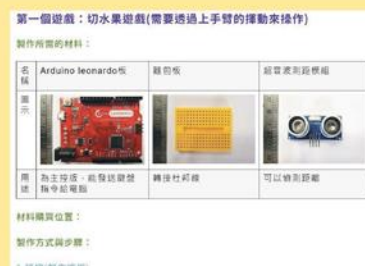 第一個遊戲：切水果遊戲(需要透過上手臂的揮動來操作)
製作所需的材料：
名稱 Arduino leonardo板 麵包板 超音波測距模組
圖示
用途 為主控版，能發送鍵盤指令給電腦 轉接杜邦線 可以偵測距離
材料購買位置：
製作方式與步驟：